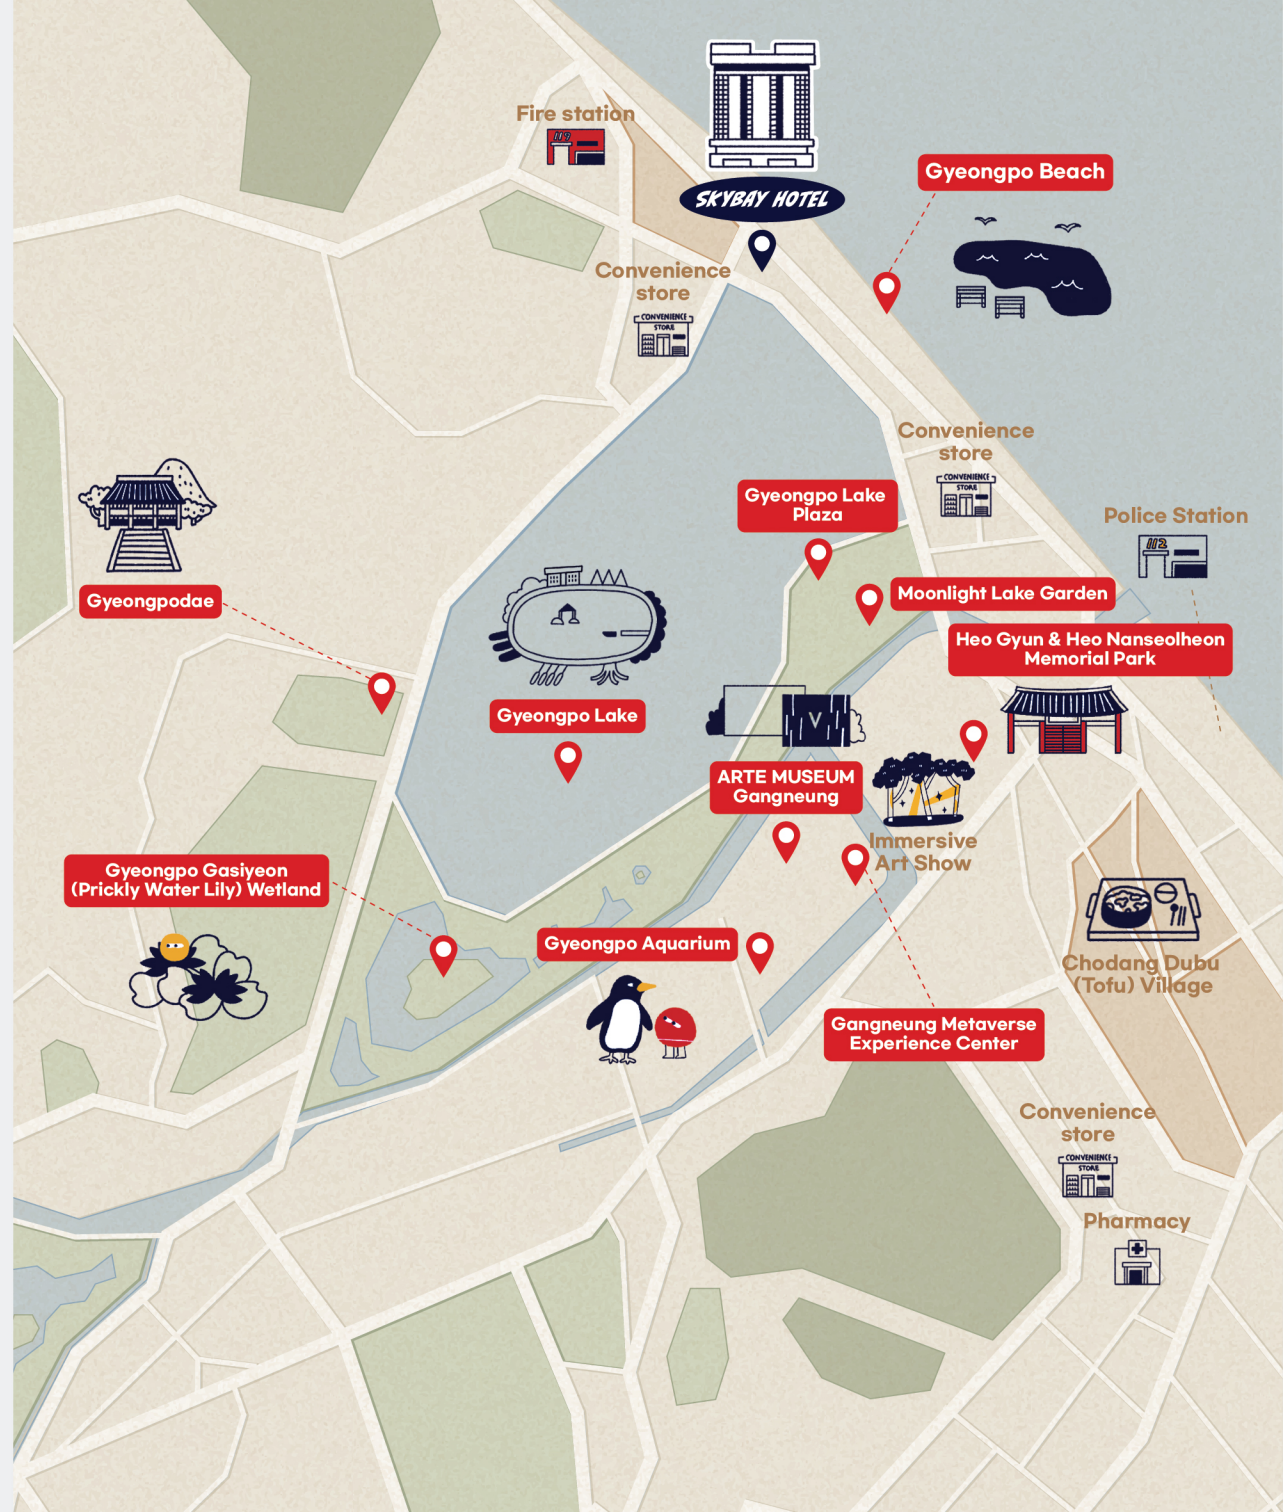 Fire station
119
SKYBAY HOTEL
Gyeongpo Beach
Convenience
store
CONVENIENCE
STORE
Convenience
store
CONVENIENCE
STORE
Gyeongpo Lake
Plaza
Police Station
112
Moonlight Lake Garden
Gyeongpodae
Heo Gyun & Heo Nanseolheon
Memorial Park
Gyeongpo Lake
V
ARTE MUSEUM
Gangneung
Immersive
Art Show
Gyeongpo Gasiyeon
(Prickly Water Lily) Wetland
Gyeongpo Aquarium
Chodang Dubu
(Tofu) Village
Gangneung Metaverse
Experience Center
Convenience
store
CONVENIENCE
STORE
Pharmacy